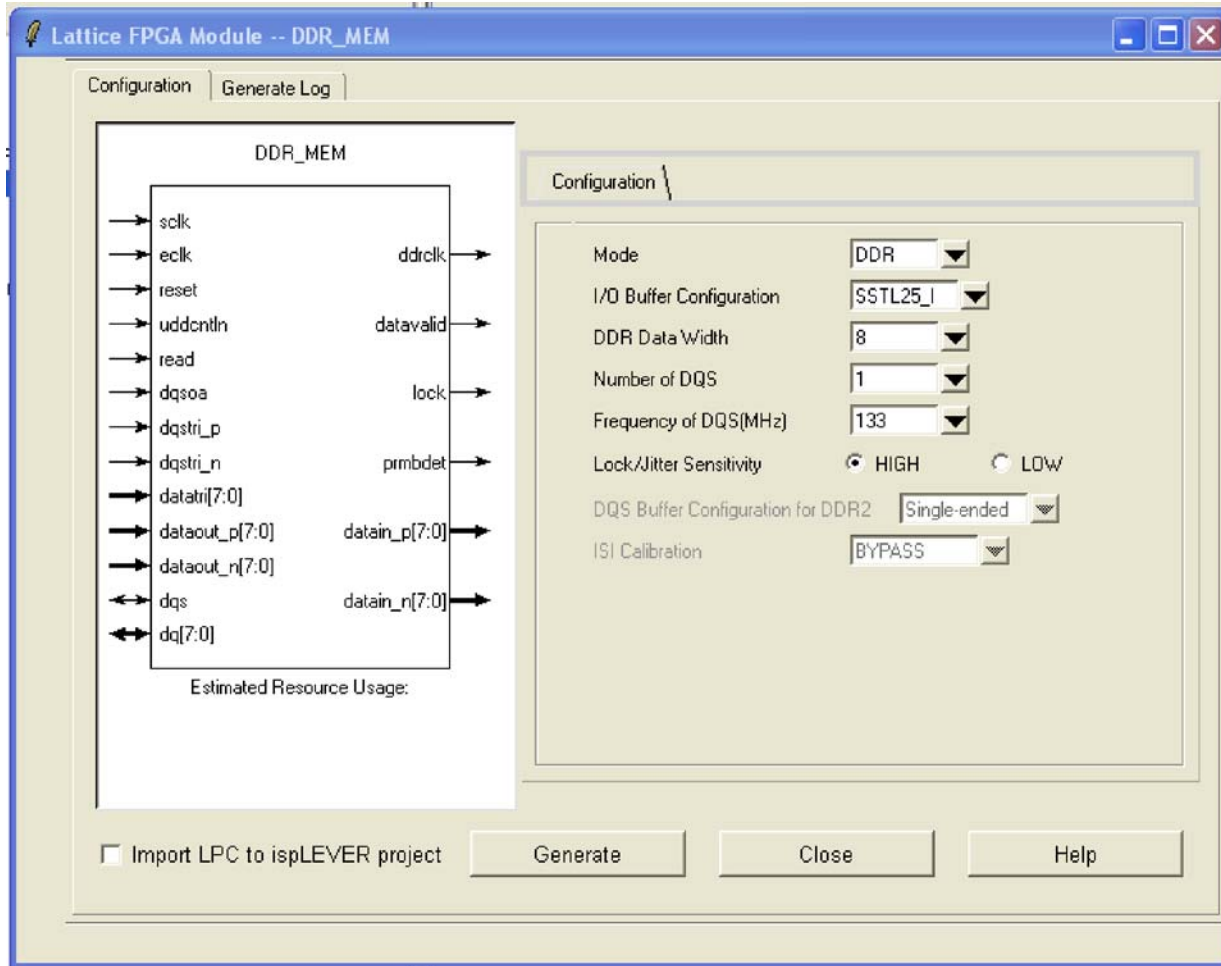 Lattice FPGA Module -- DDR_MEM
Configuration
Generate Log
DDR_MEM
sclk
eclk
reset
uddcntln
read
dqsoa
dqstri_p
dqstri_n
datatri[7:0]
dataout_p[7:0]
dataout_n[7:0]
dqs
dq[7:0]
ddrclk
datavalid
lock
prmbdet
datain_p[7:0]
datain_n[7:0]
Estimated Resource Usage:
Configuration
Mode DDR
I/O Buffer Configuration SSTL25_I
DDR Data Width 8
Number of DQS 1
Frequency of DQS(MHz) 133
Lock/Jitter Sensitivity HIGH LOW
DQS Buffer Configuration for DDR2 Single-ended
ISI Calibration BYPASS
Import LPC to ispLEVER project
Generate
Close
Help